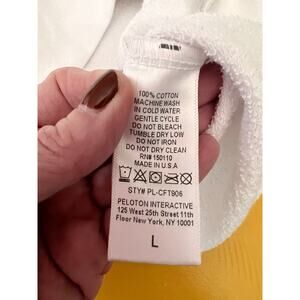 100% COTTON
MACHINE WASH
IN COLD WATER
GENTLE CYCLE
DO NOT BLEACH
TUMBLE DRY LOW
DO NOT IRON
DO NOT DRY CLEAN
RN# 150110
MADE IN U.S.A
STY# PL-CFT906
PELOTON INTERACTIVE
125 West 25th Street 11th
Floor New York, NY 10001
L